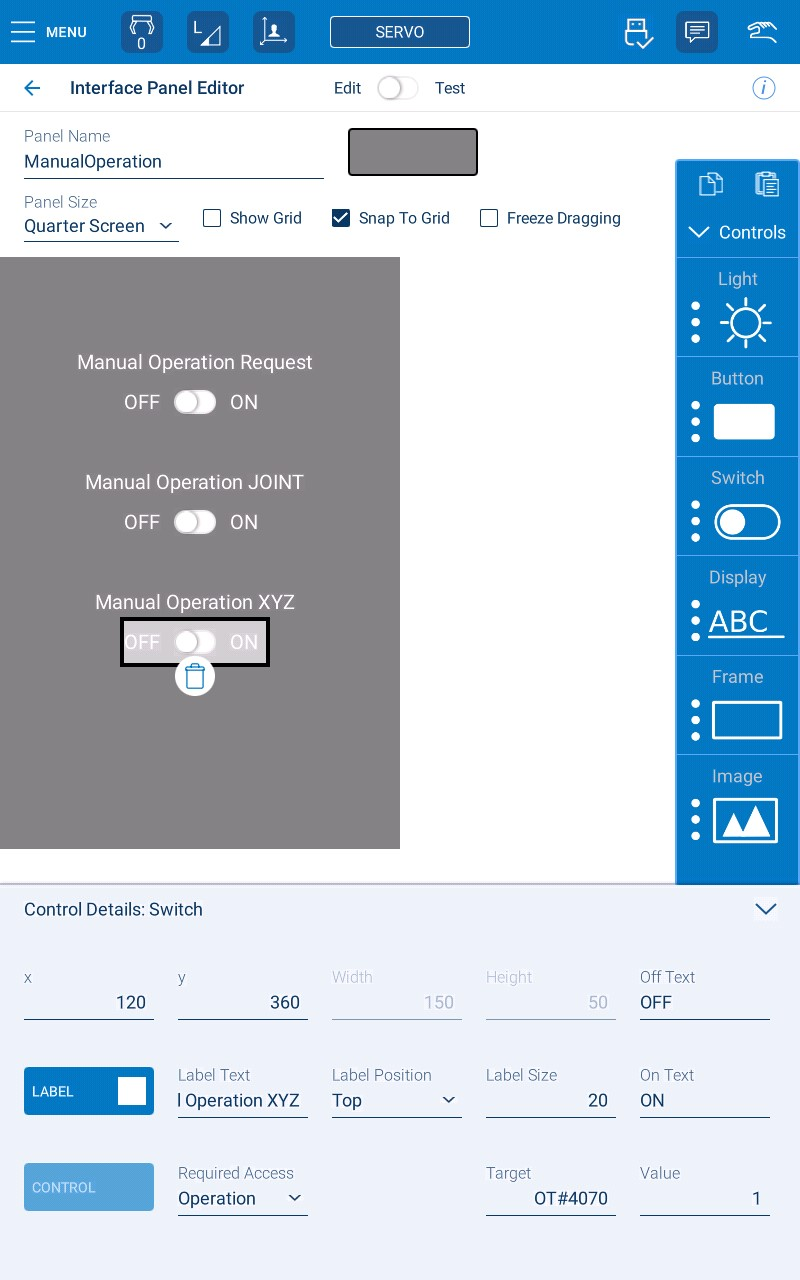 MENU
0
L
SERVO
Interface Panel Editor
Edit
Test
i
Panel Name
ManualOperation
Panel Size
Quarter Screen
Show Grid
Snap To Grid
Freeze Dragging
Controls
Light
Button
Switch
Display
ABC
Frame
Image
Manual Operation Request
OFF ON
Manual Operation JOINT
OFF ON
Manual Operation XYZ
OFF ON
Control Details: Switch
x
120
y
360
Width
150
Height
50
Off Text
OFF
LABEL
Label Text
l Operation XYZ
Label Position
Top
Label Size
20
On Text
ON
CONTROL
Required Access
Operation
Target
OT#4070
Value
1